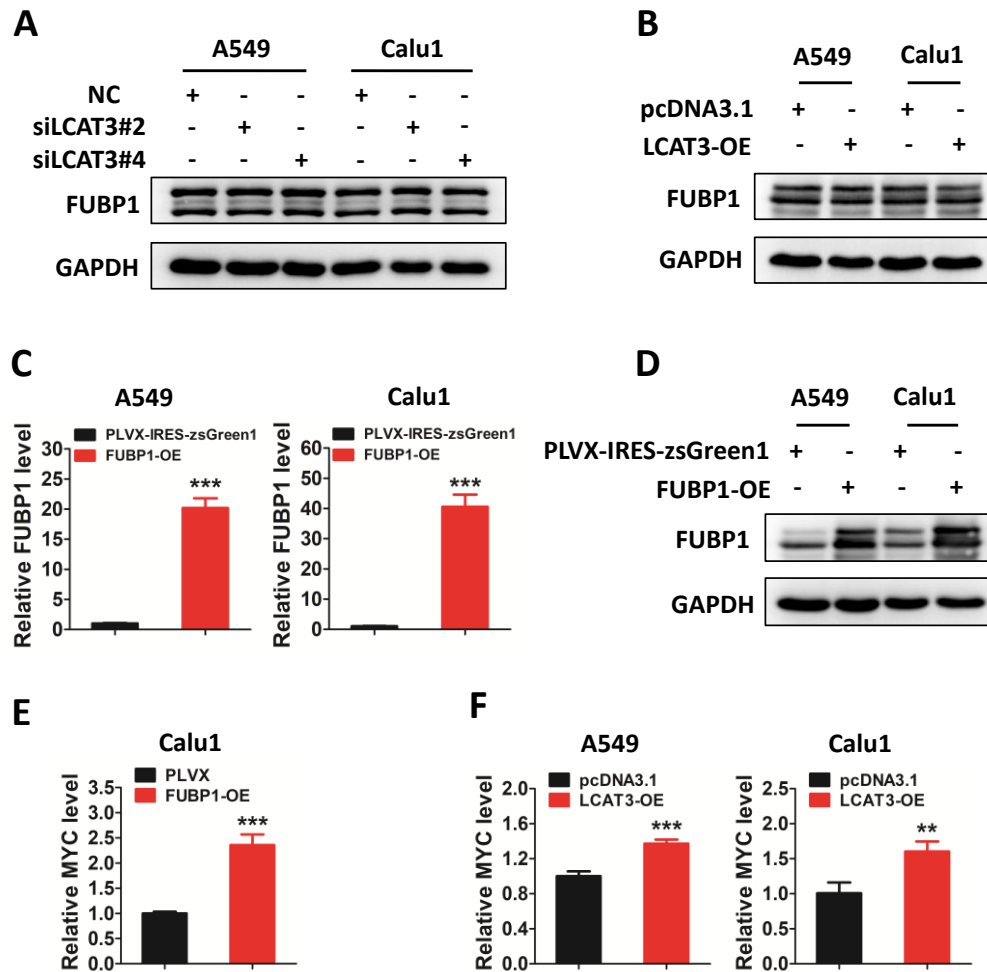 A
A549
Calu1
NC + - - + - -
siLCAT3#2 - + - - + -
siLCAT3#4 - - + - - +
FUBP1
GAPDH
B
A549
Calu1
pcDNA3.1 + - + -
LCAT3-OE - + - +
FUBP1
GAPDH
C
A549
PLVX-IRES-zsGreen1
FUBP1-OE
Relative FUBP1 level
30
25
20
15
10
5
1
0
***
Calu1
PLVX-IRES-zsGreen1
FUBP1-OE
Relative FUBP1 level
60
40
20
0
***
D
A549
Calu1
PLVX-IRES-zsGreen1 + - + -
FUBP1-OE - + - +
FUBP1
GAPDH
E
Calu1
PLVX
FUBP1-OE
Relative MYC level
3.5
3.0
2.5
2.0
1.5
1.0
0.5
0.0
***
F
A549
pcDNA3.1
LCAT3-OE
Relative MYC level
2.0
1.6
1.2
0.8
0.4
0.0
***
Calu1
pcDNA3.1
LCAT3-OE
Relative MYC level
2.5
2.0
1.5
1.0
0.5
0.0
**